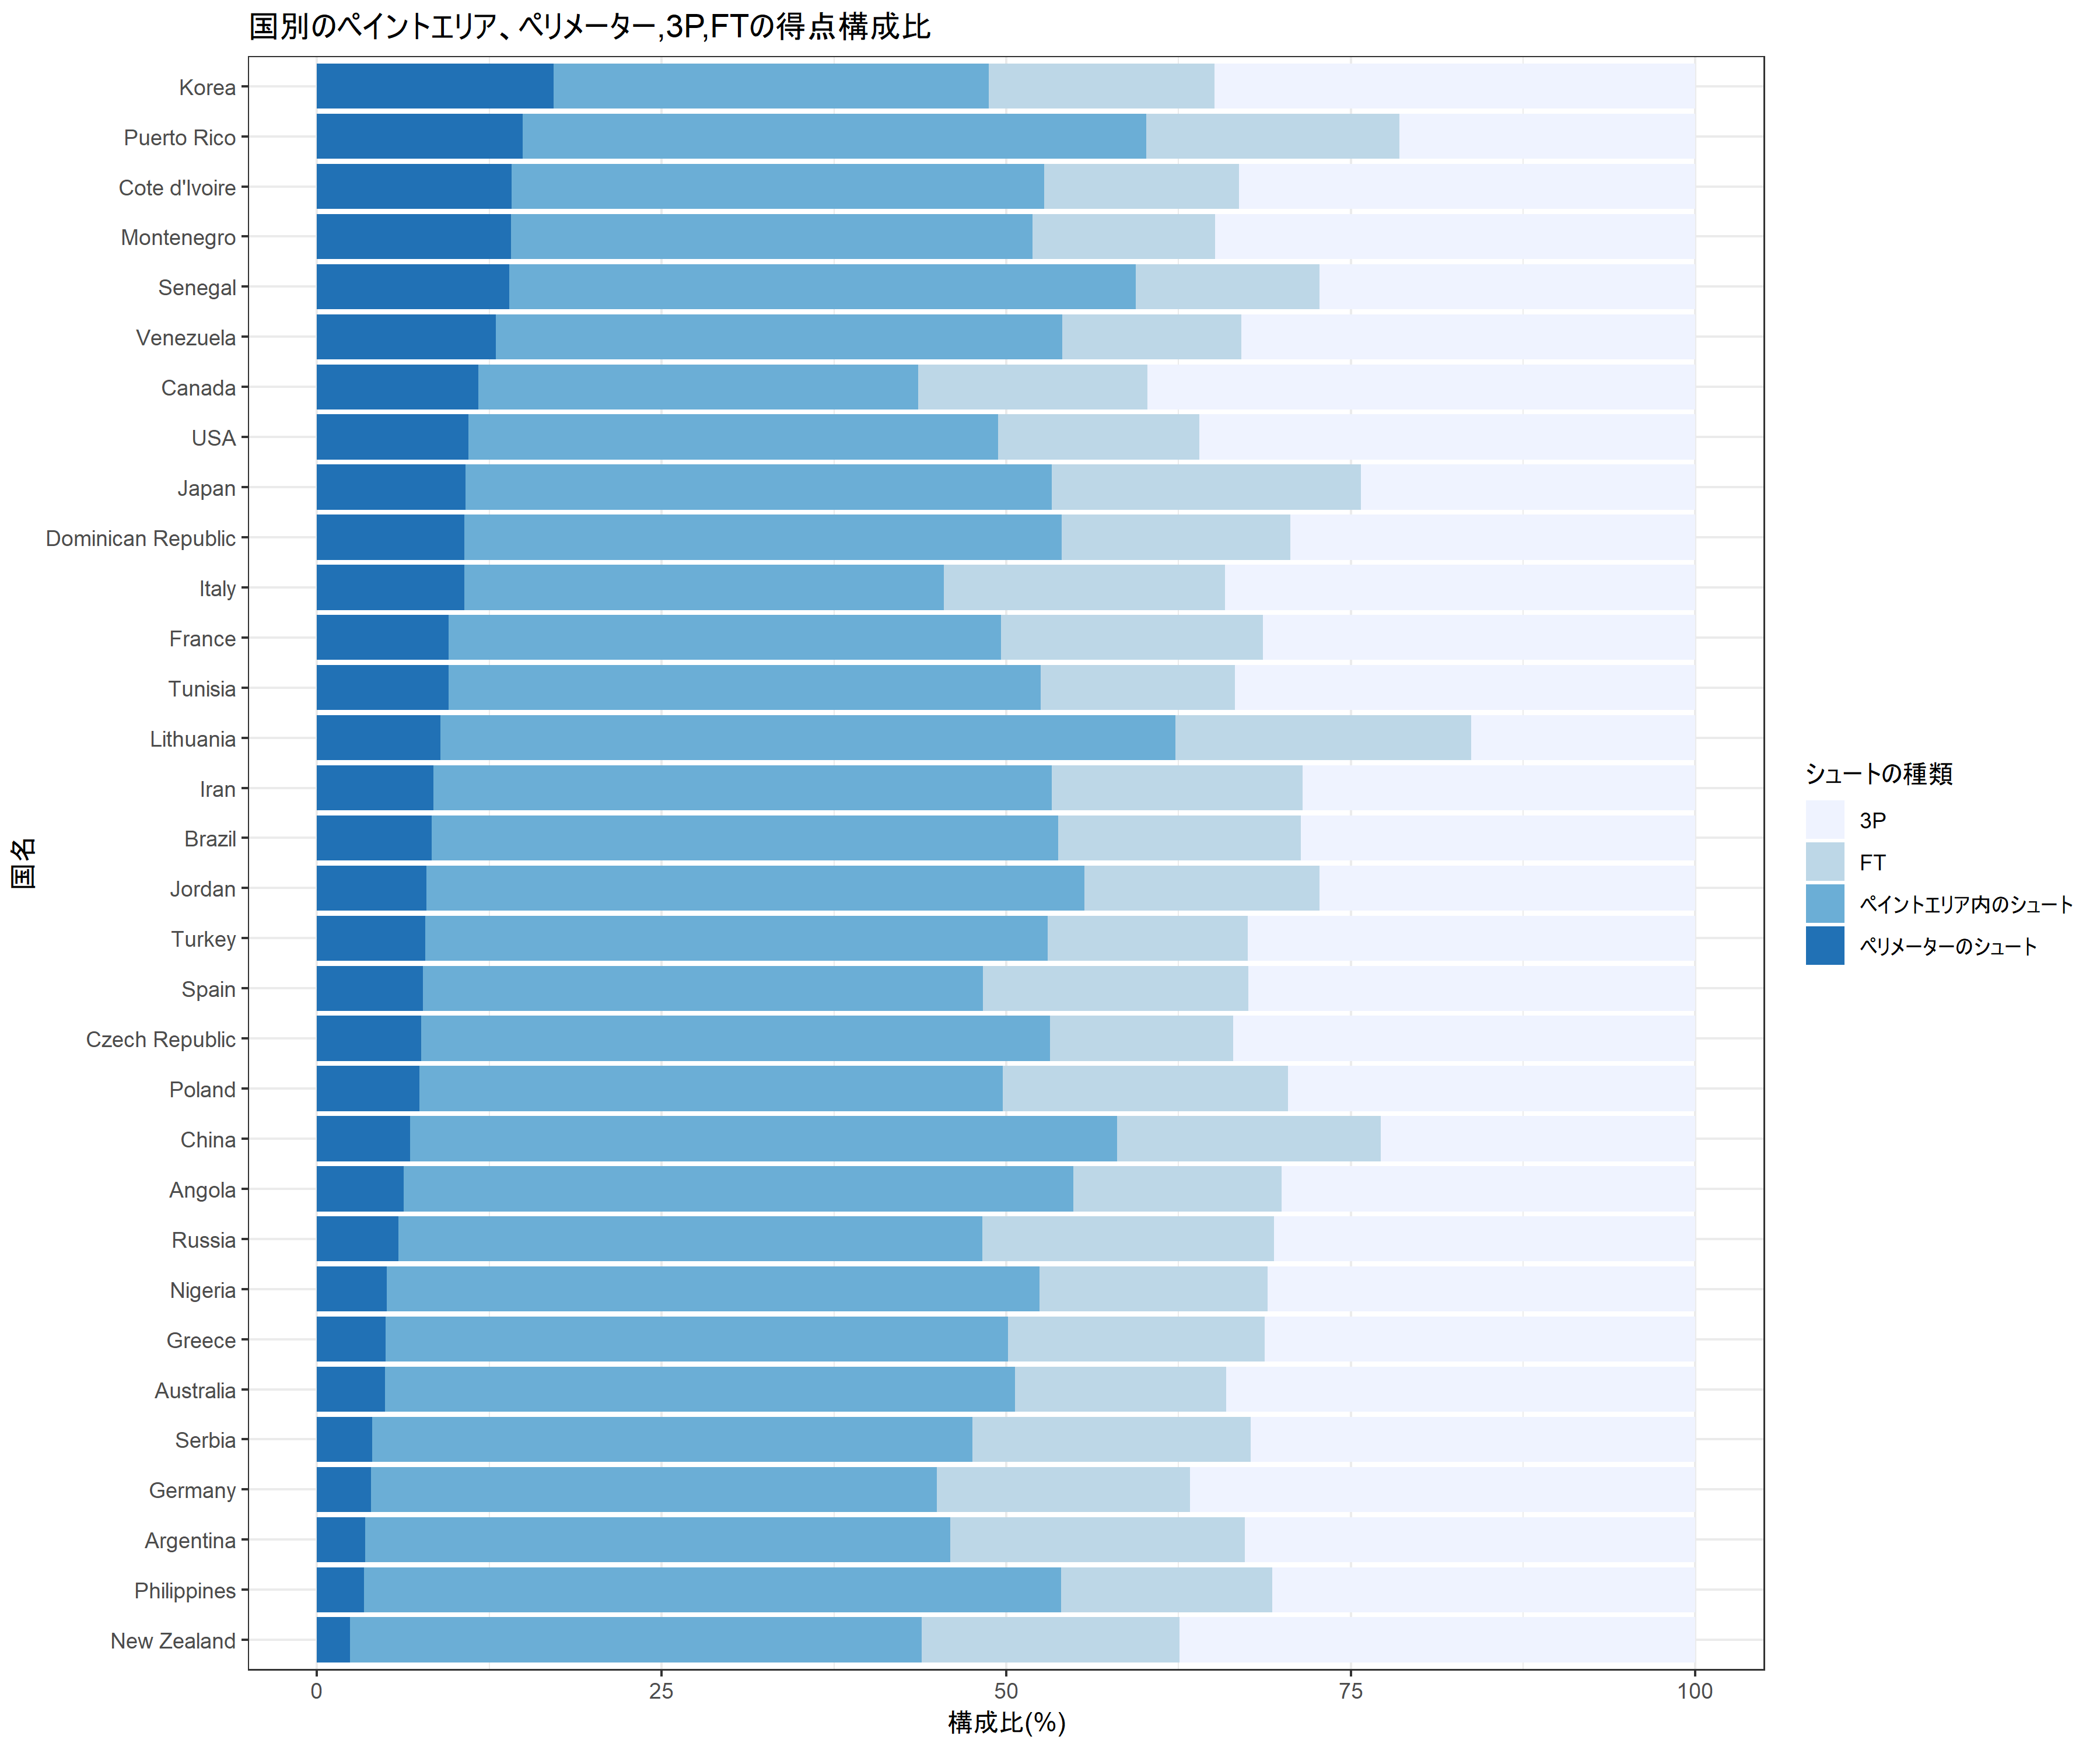 国別のペイントエリア、ペリメーター,3P,FTの得点構成比
Korea
Puerto Rico
Cote d'Ivoire
Montenegro
Senegal
Venezuela
Canada
USA
Japan
Dominican Republic
Italy
France
Tunisia
Lithuania
Iran
Brazil
Jordan
Turkey
Spain
Czech Republic
Poland
China
Angola
Russia
Nigeria
Greece
Australia
Serbia
Germany
Argentina
Philippines
New Zealand
国名
0 25 50 75 100
構成比(%)
シュートの種類
3P
FT
ペイントエリア内のシュート
ペリメーターのシュート